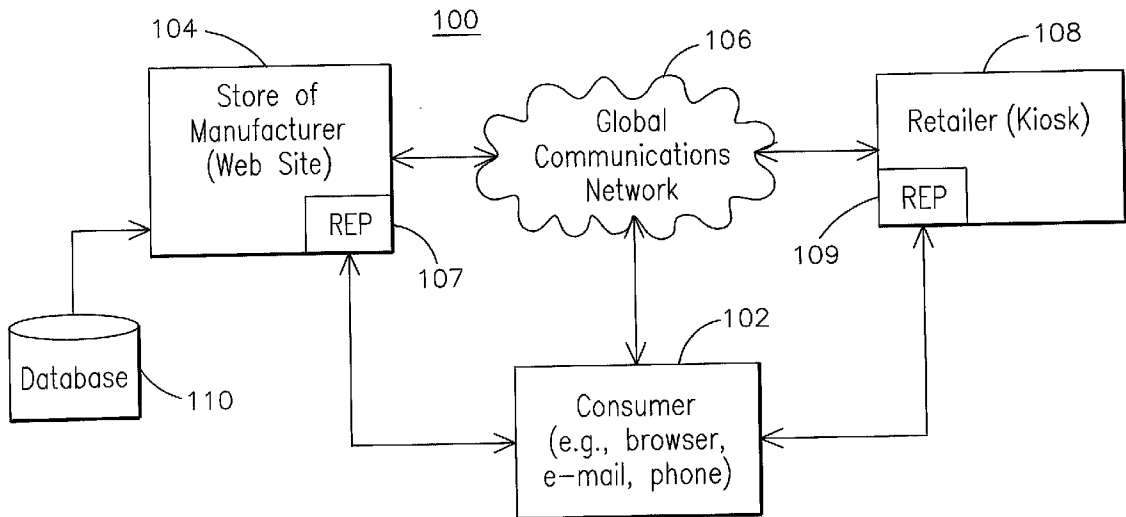 100
104
106
108
Store of
Manufacturer
(Web Site)
REP
107
Global
Communications
Network
Retailer (Kiosk)
REP
109
102
Database
110
Consumer
(e.g., browser,
e-mail, phone)